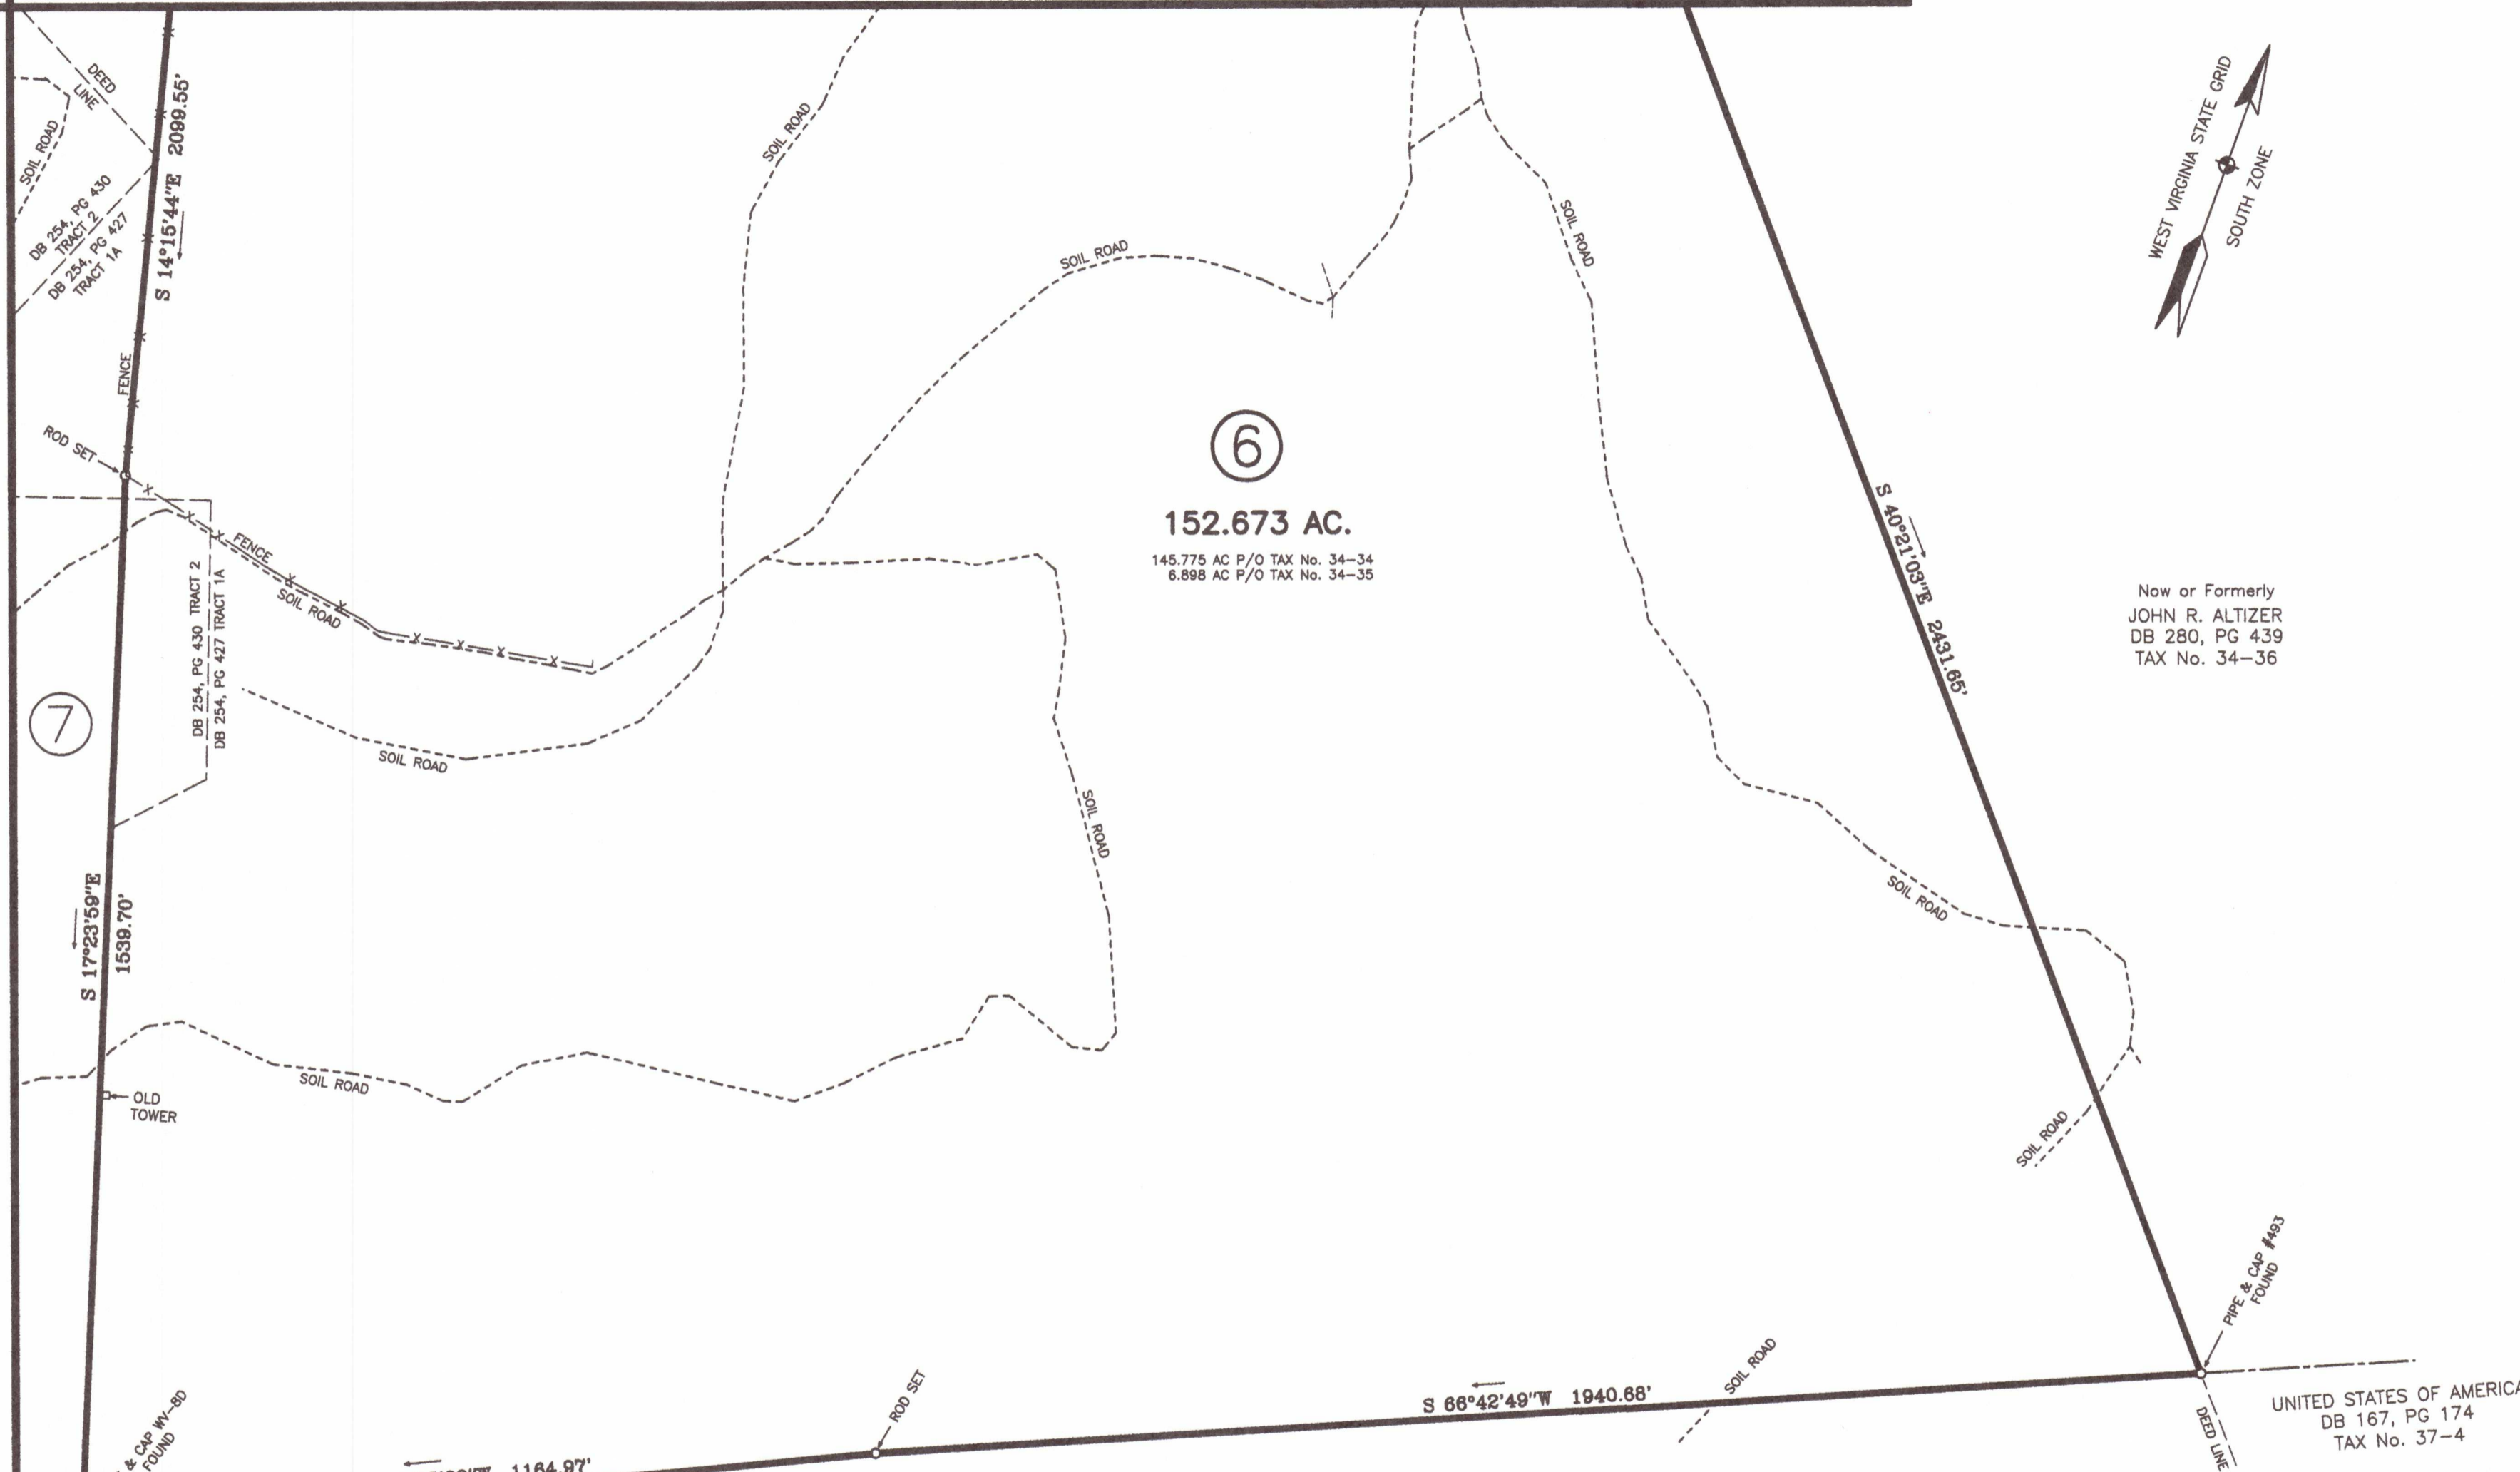 DEED
LINE
SOIL ROAD
DB 254, PG 430
TRACT 2
DB 254, PG 427
TRACT 1A
S 14°15'44"E 2099.55'
FENCE
ROD SET
FENCE
SOIL ROAD
DB 254, PG 430 TRACT 2
DB 254, PG 427 TRACT 1A
7
SOIL ROAD
S 17°23'59"E
1539.70'
SOIL ROAD
OLD
TOWER
SOIL ROAD
SOIL ROAD
SOIL ROAD
SOIL ROAD
6
152.673 AC.
145.775 AC P/O TAX No. 34-34
6.898 AC P/O TAX No. 34-35
S 40°21'03"E 2431.65'
WEST VIRGINIA STATE GRID
SOUTH ZONE
Now or Formerly
JOHN R. ALTIZER
DB 280, PG 439
TAX No. 34-36
SOIL ROAD
SOIL ROAD
PIPE & CAP #493
FOUND
SOIL ROAD
S 66°42'49"W 1940.68'
ROD SET
& CAP WV-8D
FOUND
1164.97'
DEED LINE
UNITED STATES OF AMERICA
DB 167, PG 174
TAX No. 37-4